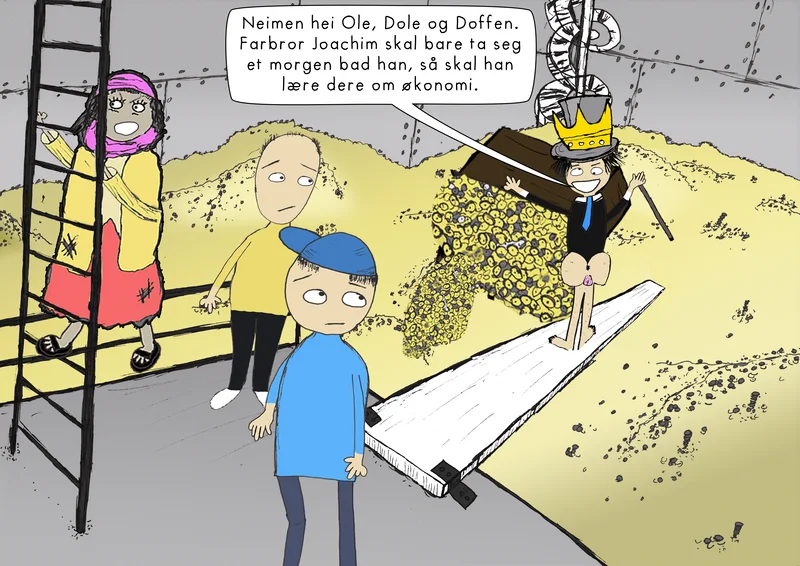 Neimen hei Ole, Dole og Doffen.
Farbror Joachim skal bare ta seg
et morgen bad han, så skal han
lære dere om økonomi.